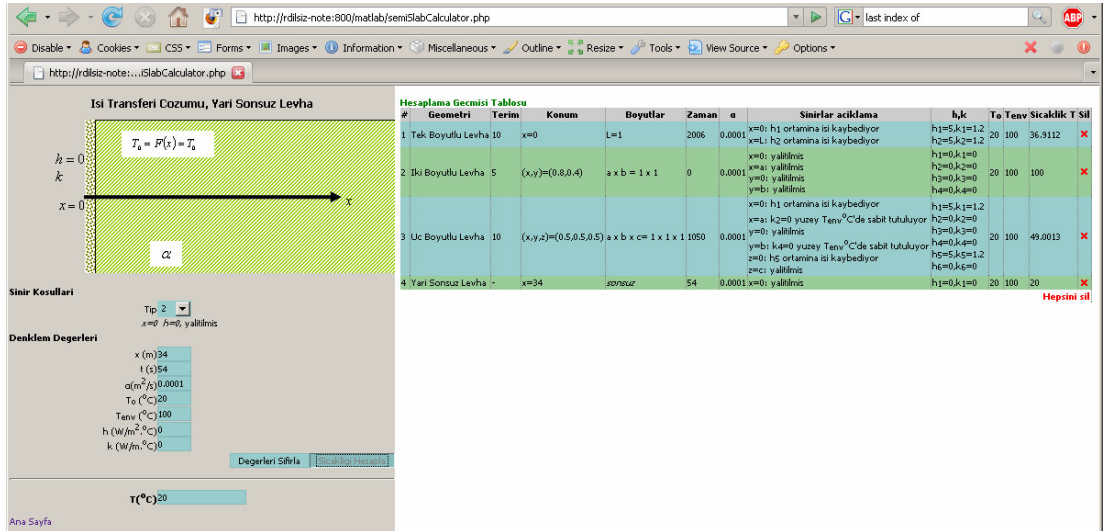 http://rdilsiz-note:800/matlab/semiSlabCalculator.php
last index of
ABP
Disable Cookies CSS Forms Images Information Miscellaneous Outline Resize Tools View Source Options
http://rdilsiz-note:...iSlabCalculator.php
Isi Transferi Cozumu, Yari Sonsuz Levha
T₀ = F(x) = T₀
h = 0
k
x = 0
x
α
Sinir Kosullari
Tip 2
x=0 h=0, yalitilmis
Denklem Degerleri
x (m) 34
t (s) 54
α(m²/s) 0.0001
To (⁰C) 20
Tenv (⁰C) 100
h (W/m².⁰C) 0
k (W/m.⁰C) 0
Degerleri Sifirla Sicakligi Hesapla
T(⁰C) 20
Ana Sayfa
Hesaplama Gecmisi Tablosu
# Geometri Terim Konum Boyutlar Zaman α Sinirlar aciklama h,k To Tenv Sicaklik T Sil
1 Tek Boyutlu Levha 10 x=0 L=1 2006 0.0001 x=0: h1 ortamina isi kaybediyor h1=5,k1=1.2 20 100 36.9112
x=L: h2 ortamina isi kaybediyor h2=5,k2=1.2
x=0: yalitilmis h1=0,k1=0
2 Iki Boyutlu Levha 5 (x,y)=(0.8,0.4) a x b = 1 x 1 0 0.0001 x=a: yalitilmis h2=0,k2=0 20 100 100
y=0: yalitilmis h3=0,k3=0
y=b: yalitilmis h4=0,k4=0
x=0: h1 ortamina isi kaybediyor h1=5,k1=1.2
x=a: k2=0 yuzey Tenv⁰C'de sabit tutuluyor h2=0,k2=0
3 Uc Boyutlu Levha 10 (x,y,z)=(0.5,0.5,0.5) a x b x c= 1 x 1 x 1 1050 0.0001 y=0: yalitilmis h3=0,k3=0 20 100 49.0013
y=b: k4=0 yuzey Tenv⁰C'de sabit tutuluyor h4=0,k4=0
z=0: h5 ortamina isi kaybediyor h5=5,k5=1.2
z=c: yalitilmis h6=0,k6=0
4 Yari Sonsuz Levha - x=34 sonsuz 54 0.0001 x=0: yalitilmis h1=0,k1=0 20 100 20
Hepsini sil